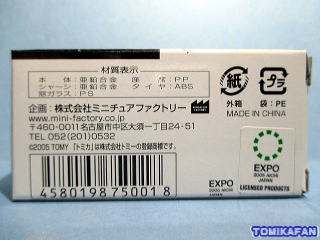 材質表示
本　　　体：亜鉛合金　座　　　席：PP
シャーシ：亜鉛合金　タ　イ　ヤ：ABS
窓ガラス：PS
企画：株式会社ミニチュアファクトリー
www.mini-factory.co.jp
〒460-0011名古屋市中区大須一丁目24-51
TEL 052(201)0532
©2005 TOMY 「トミカ」は株式会社トミーの登録商標です。
4580198750018
紙
プラ
外箱　袋：PE
MADE IN CHINA
EXPO
2005 AICHI
JAPAN
EXPO
2005 AICHI
JAPAN
LICENSED PRODUCTS
TOMIKAFAN